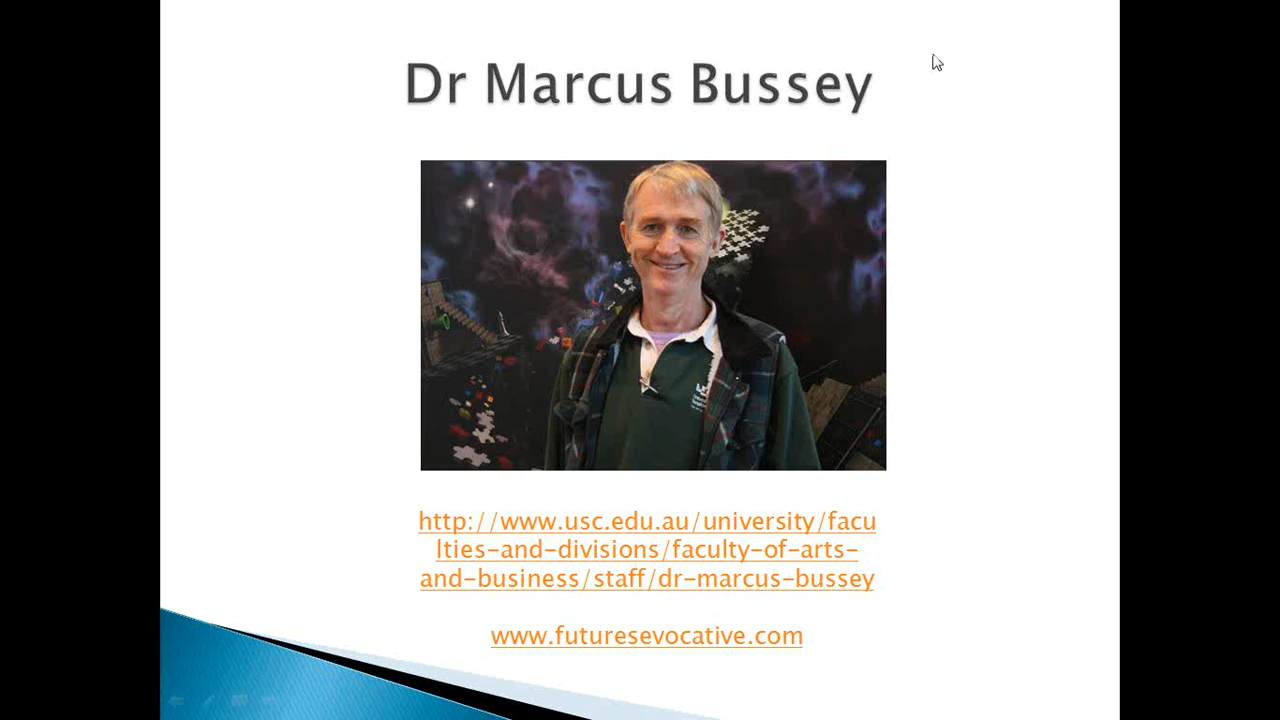 Dr Marcus Bussey
http://www.usc.edu.au/university/facu
lties-and-divisions/faculty-of-arts-
and-business/staff/dr-marcus-bussey
www.futuresevocative.com